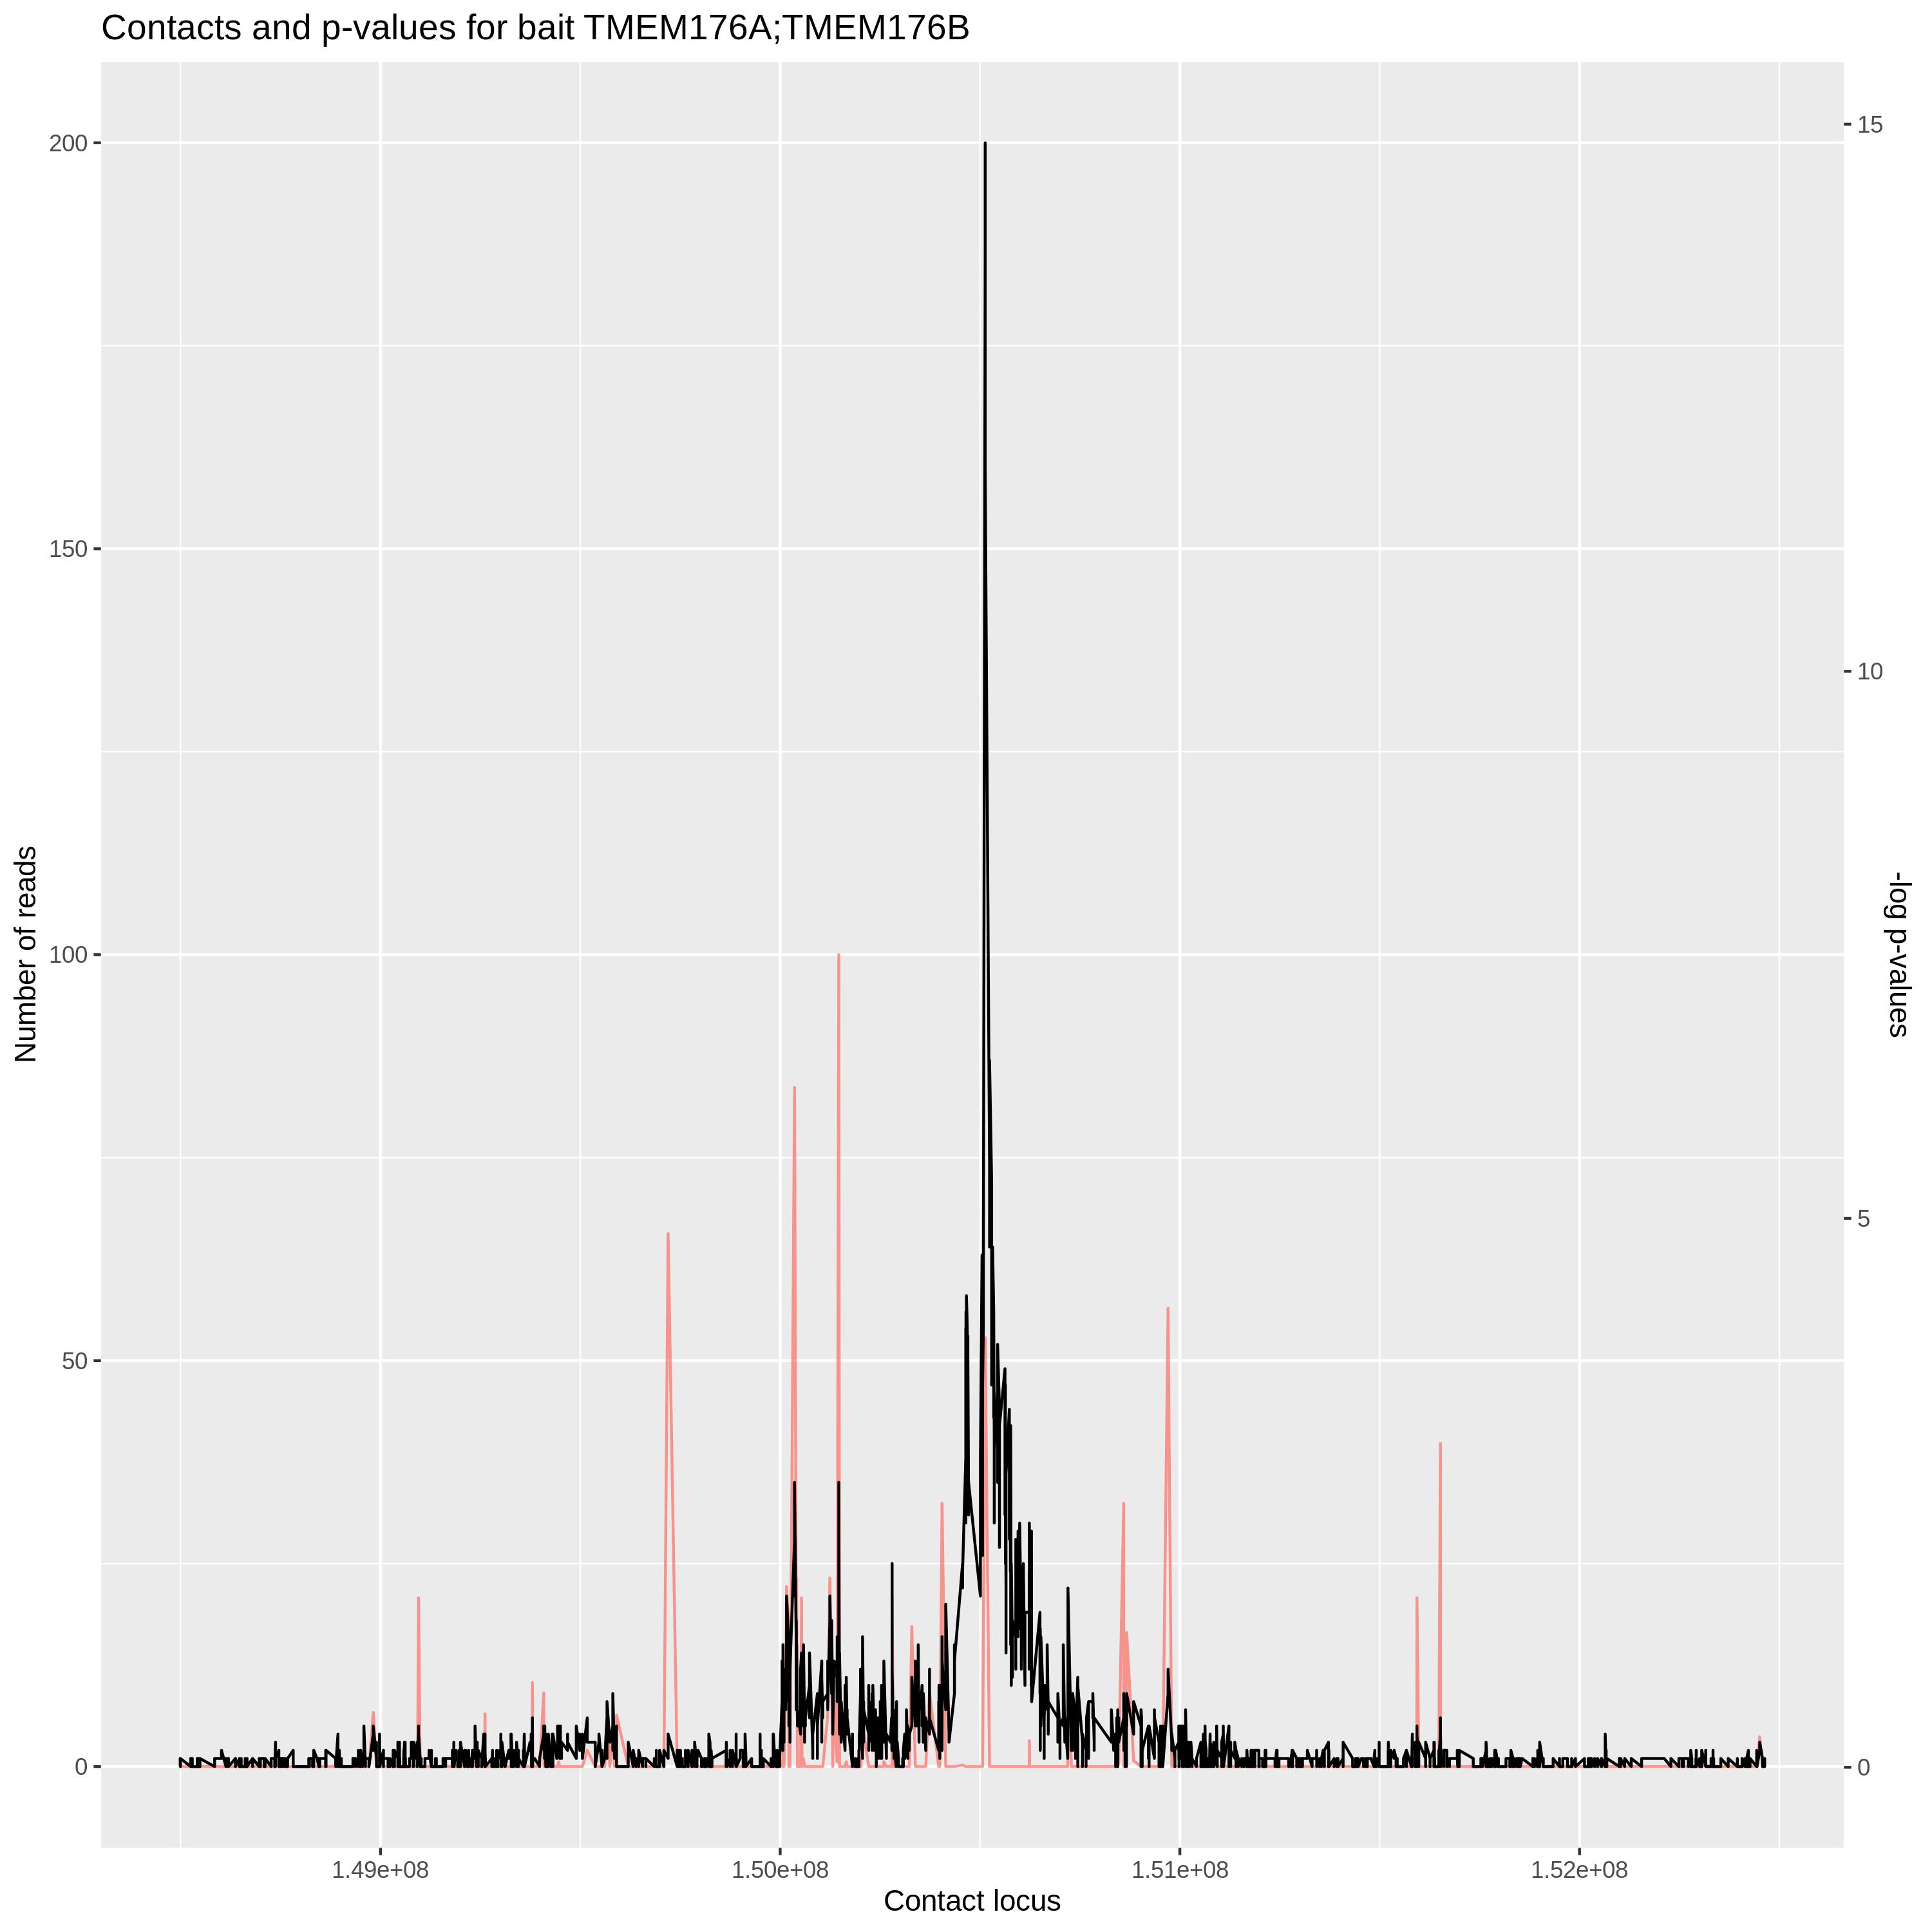 Contacts and p-values for bait TMEM176A;TMEM176B
200
150
100
50
0
Number of reads
15
10
5
0
-log p-values
1.49e+08
1.50e+08
1.51e+08
1.52e+08
Contact locus